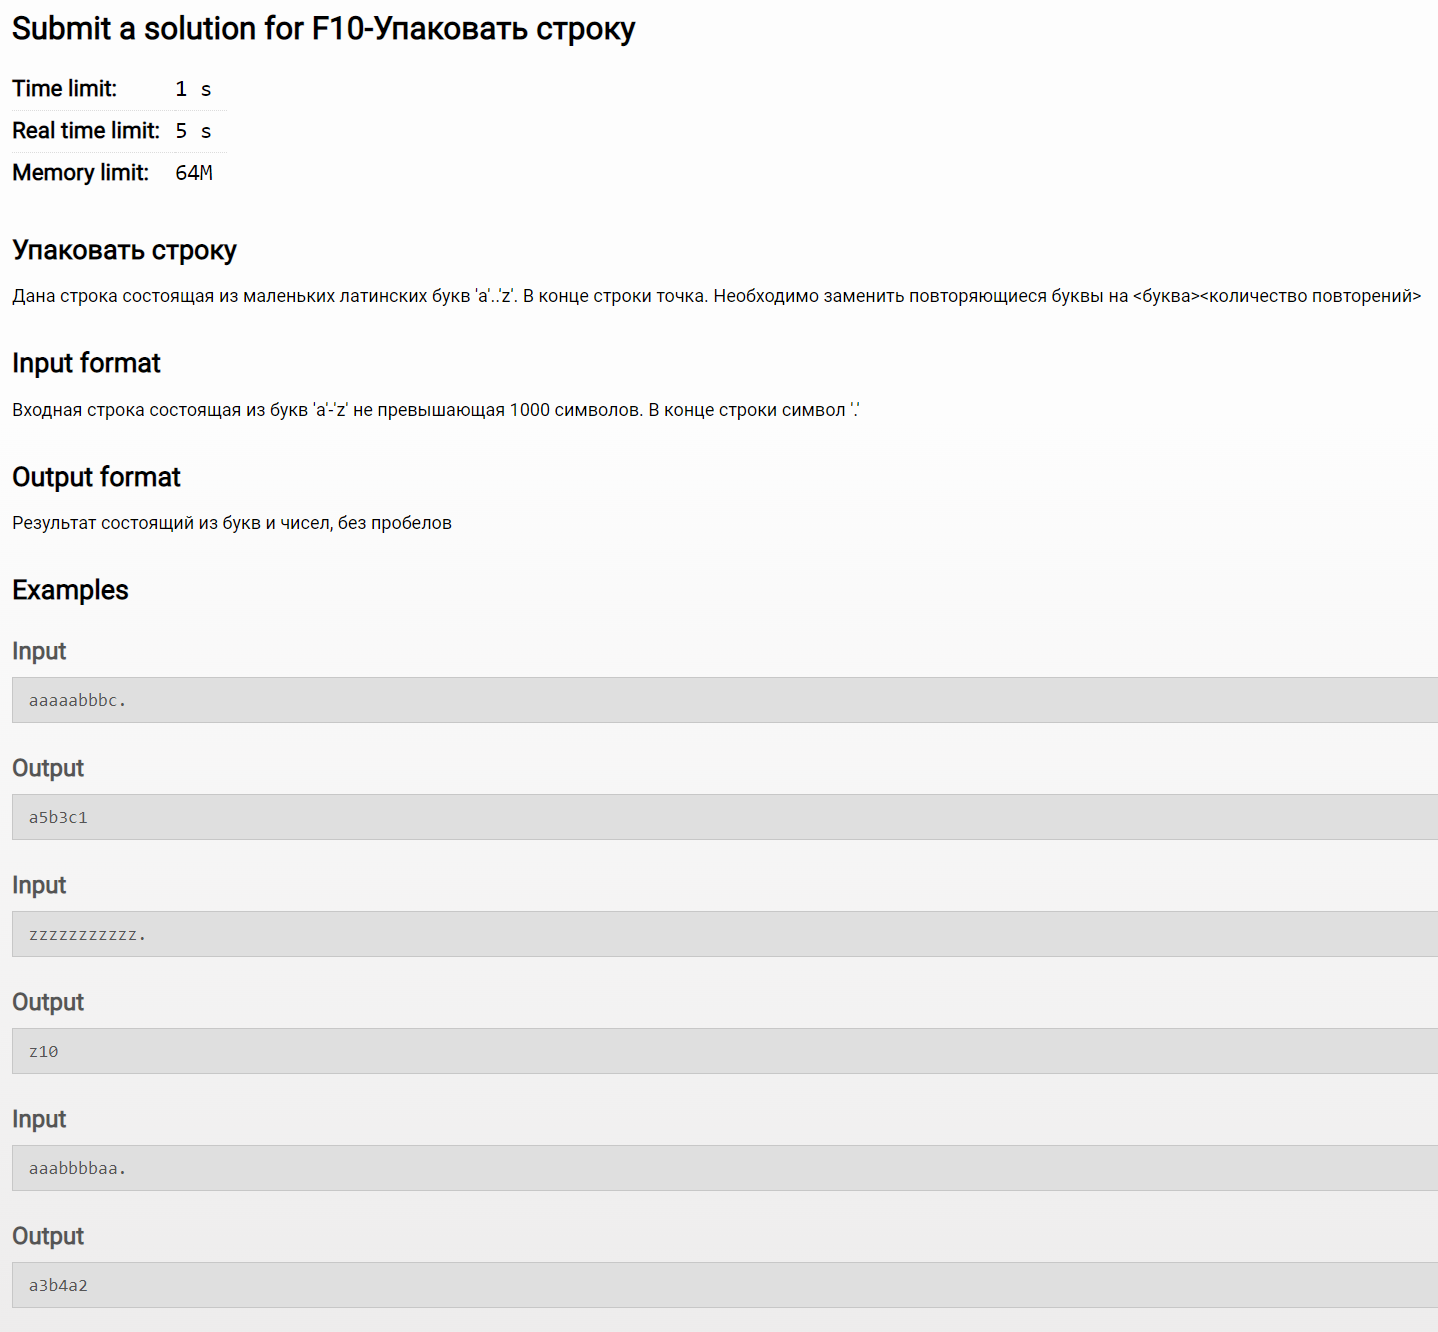 Submit a solution for F10-Упаковать строку
Time limit: 1 s
Real time limit: 5 s
Memory limit: 64M
Упаковать строку
Дана строка состоящая из маленьких латинских букв 'a'..'z'. В конце строки точка. Необходимо заменить повторяющиеся буквы на <буква><количество повторений>
Input format
Входная строка состоящая из букв 'a'-'z' не превышающая 1000 символов. В конце строки символ '.'
Output format
Результат состоящий из букв и чисел, без пробелов
Examples
Input
aaaaabbbc.
Output
a5b3c1
Input
zzzzzzzzzzz.
Output
z10
Input
aaabbbbaa.
Output
a3b4a2